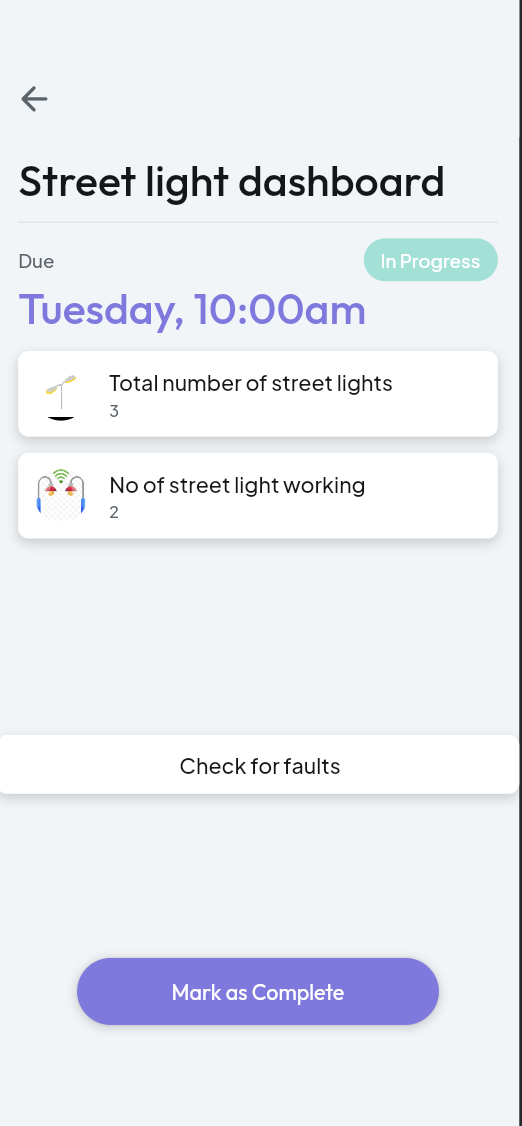 Street light dashboard
Due
In Progress
Tuesday, 10:00am
Total number of street lights
3
No of street light working
2
Check for faults
Mark as Complete